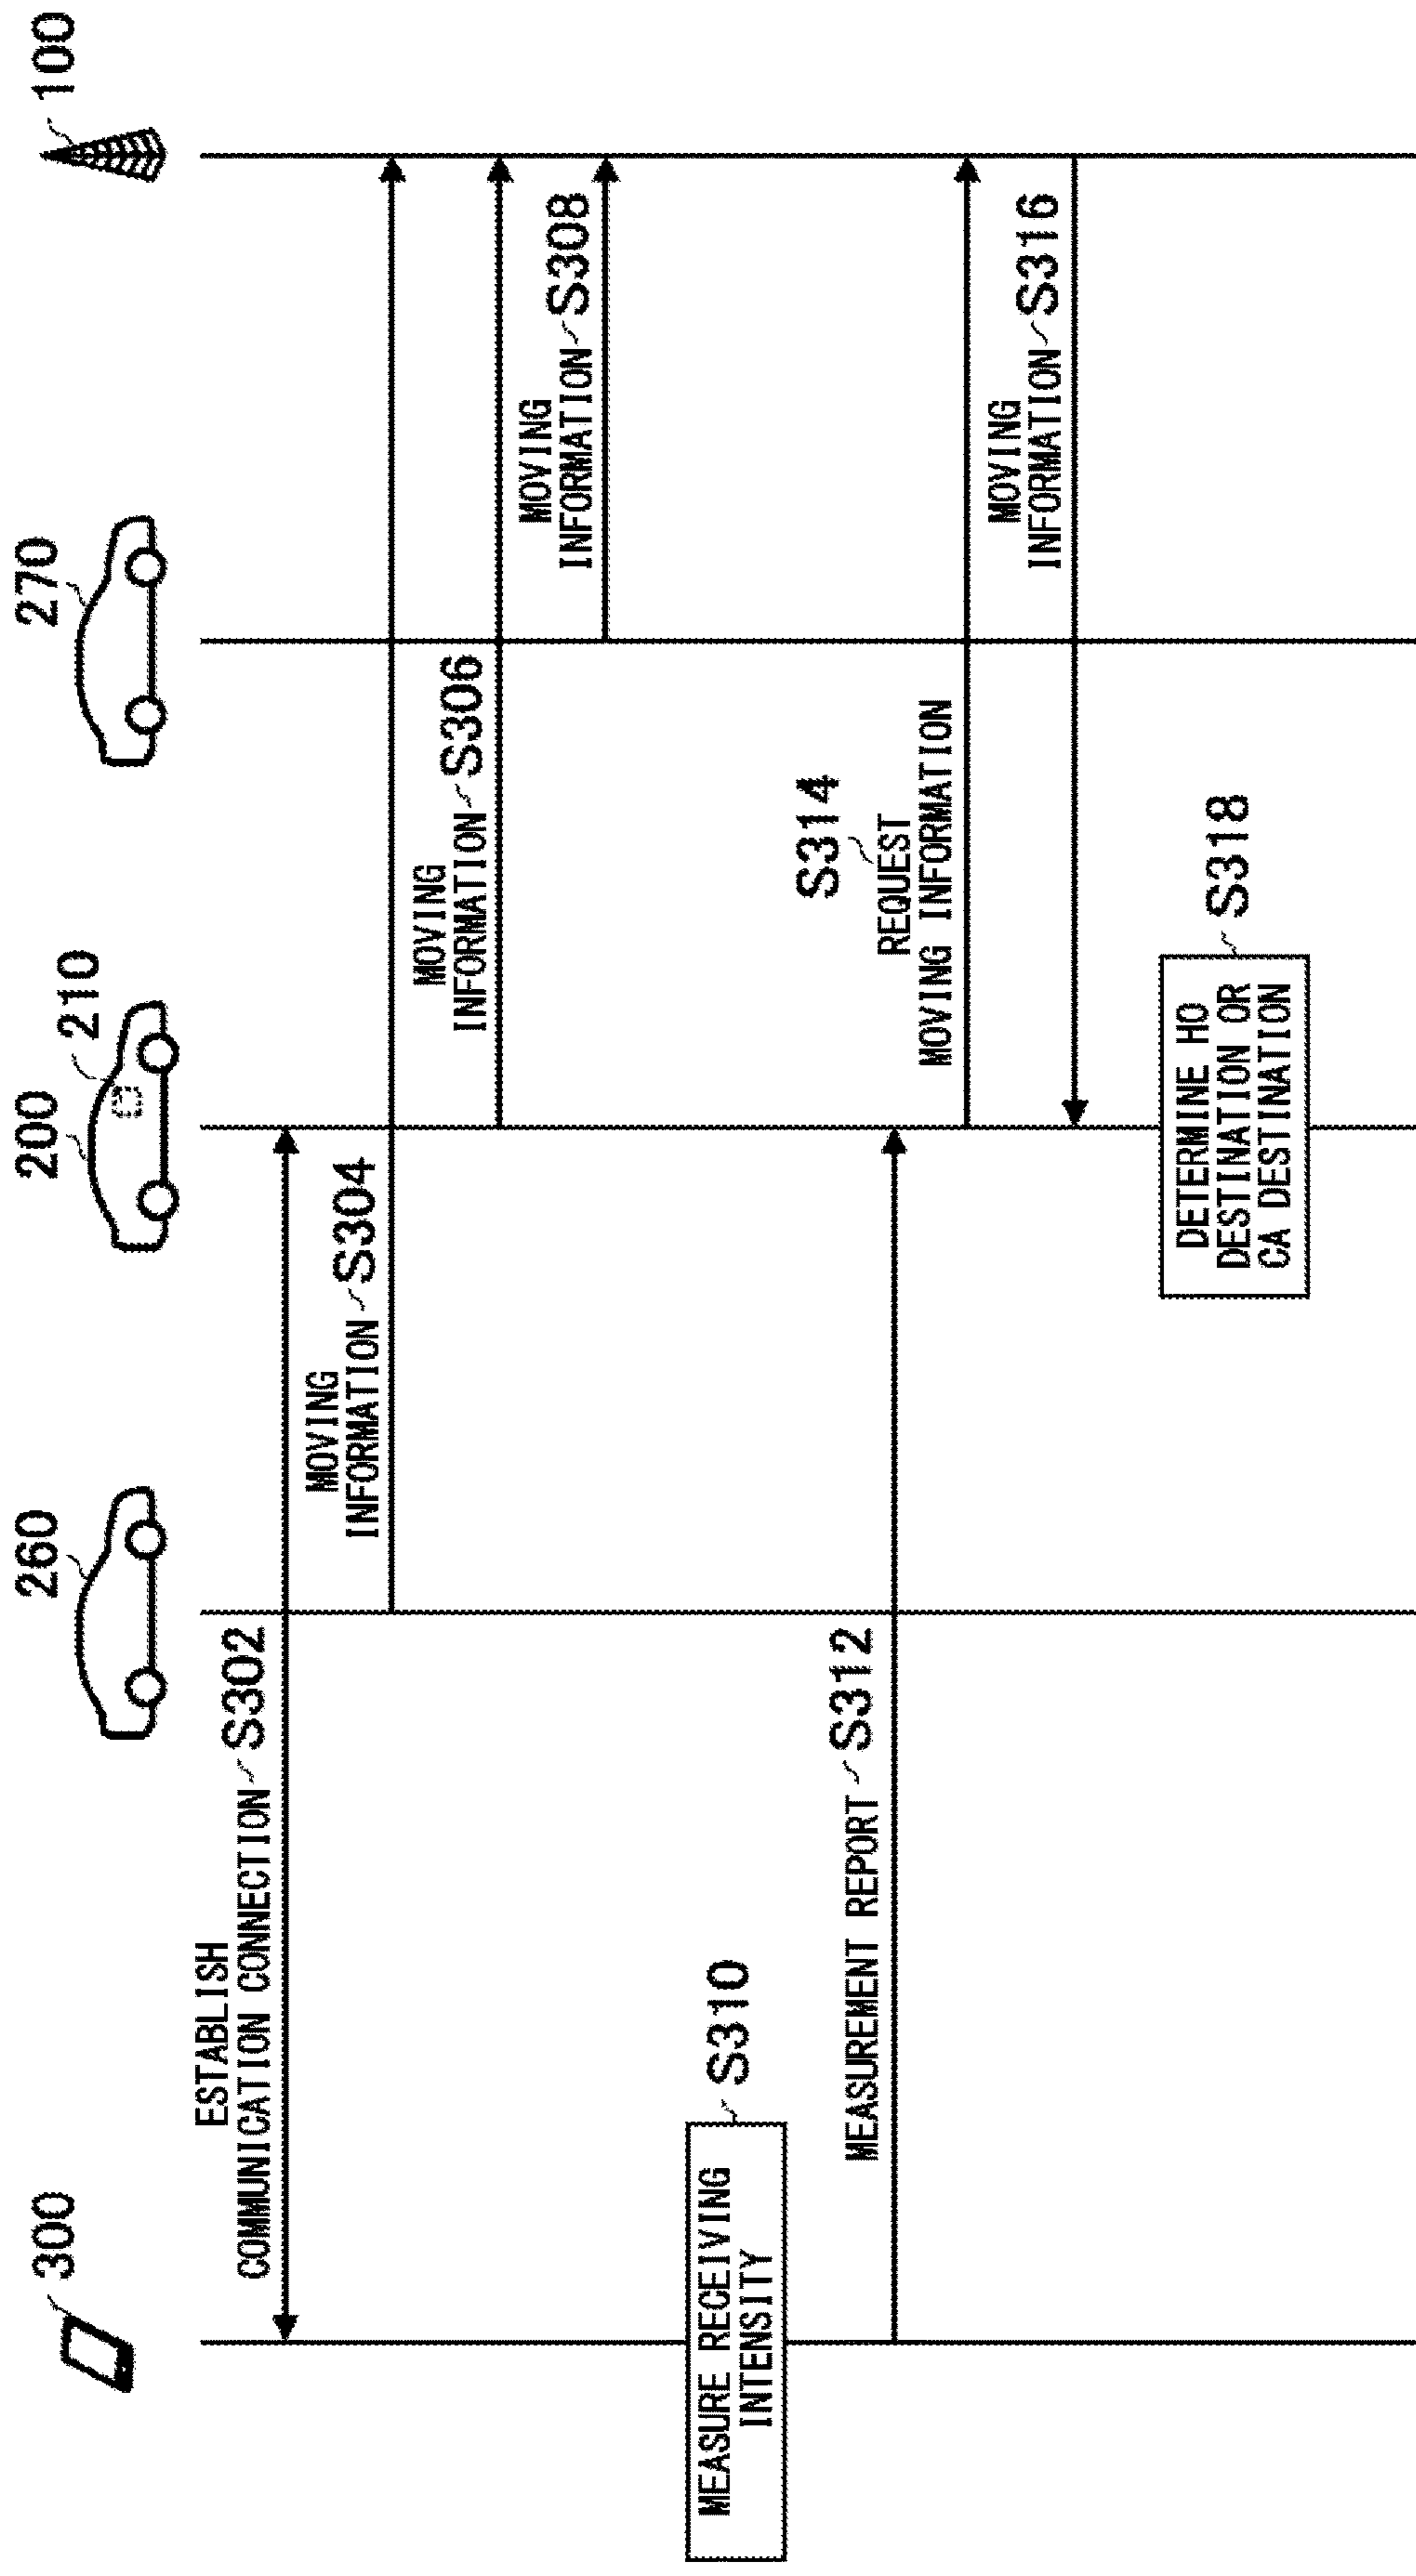 300
260
200
210
270
100
ESTABLISH
COMMUNICATION CONNECTION S302
MOVING
INFORMATION S304
MOVING
INFORMATION S306
MOVING
INFORMATION S308
MEASURE RECEIVING
INTENSITY
S310
MEASUREMENT REPORT S312
S314
REQUEST
MOVING INFORMATION
MOVING
INFORMATION S316
DETERMINE HO
DESTINATION OR
CA DESTINATION
S318